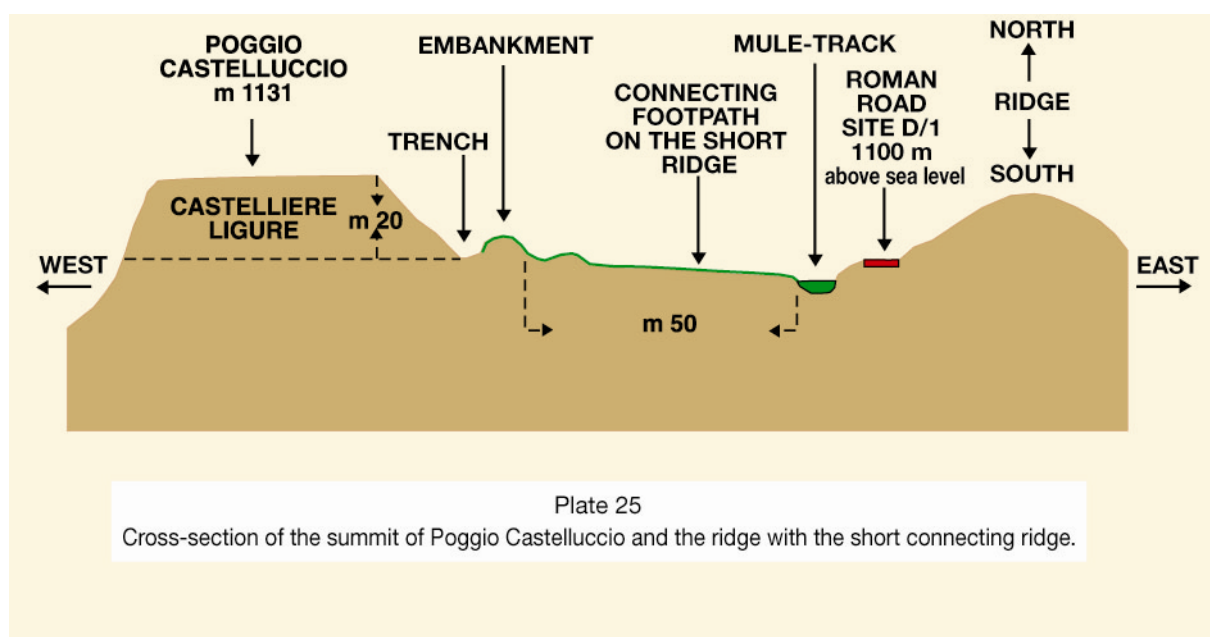 POGGIO
CASTELLUCCIO
m 1131
EMBANKMENT
MULE-TRACK
NORTH
RIDGE
SOUTH
TRENCH
CONNECTING
FOOTPATH
ON THE SHORT
RIDGE
ROMAN
ROAD
SITE D/1
1100 m
above sea level
CASTELLIERE
LIGURE
m 20
WEST
EAST
m 50
Plate 25
Cross-section of the summit of Poggio Castelluccio and the ridge with the short connecting ridge.